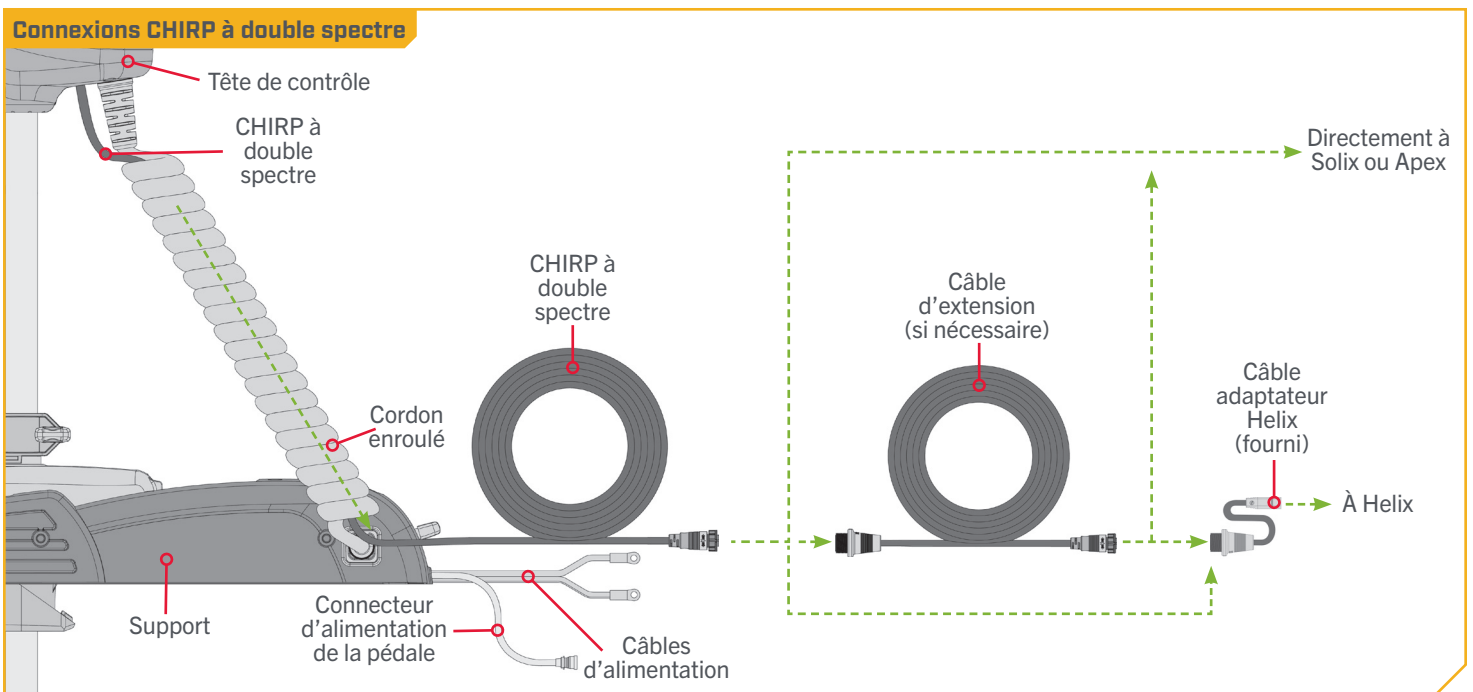 Connexions CHIRP à double spectre
Tête de contrôle
CHIRP à
double
spectre
Directement à
Solix ou Apex
CHIRP à
double
spectre
Câble
d’extension
(si nécessaire)
Câble
adaptateur
Helix
(fourni)
Cordon
enroulé
À Helix
Support
Connecteur
d’alimentation
de la pédale
Câbles
d’alimentation